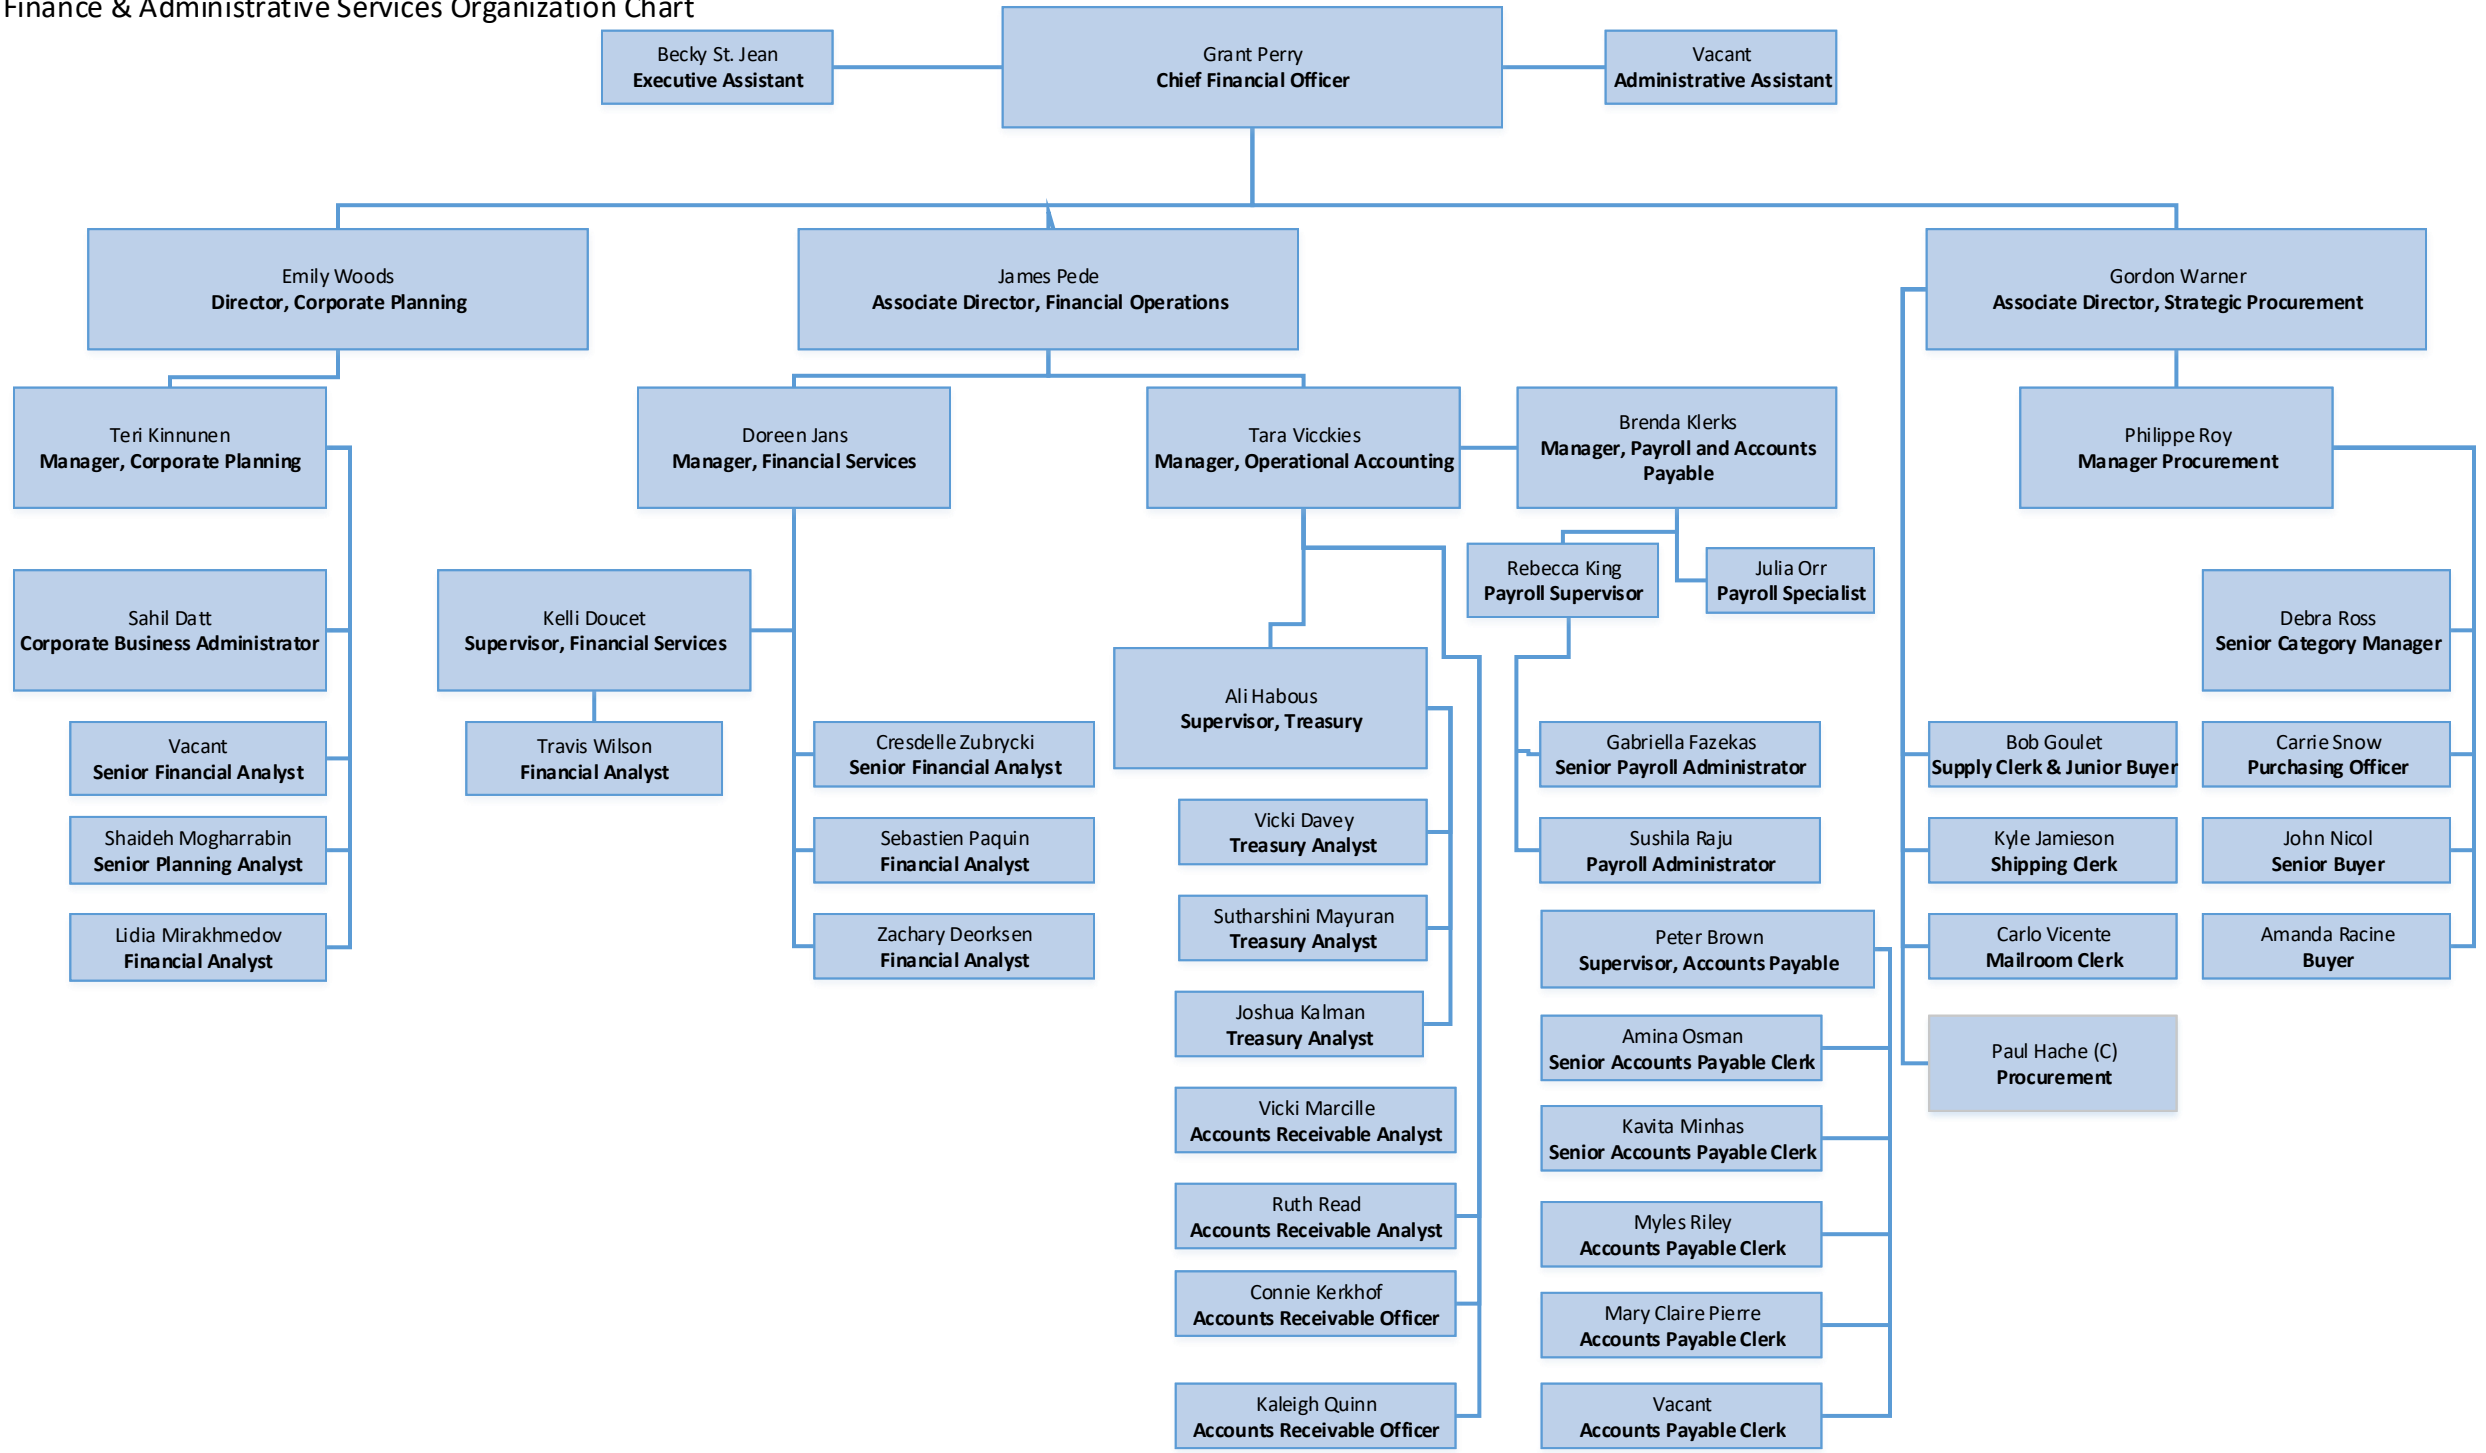 Finance & Administrative Services Organization Chart
Becky St. Jean
Executive Assistant
Grant Perry
Chief Financial Officer
Vacant
Administrative Assistant
Emily Woods
Director, Corporate Planning
James Pede
Associate Director, Financial Operations
Gordon Warner
Associate Director, Strategic Procurement
Teri Kinnunen
Manager, Corporate Planning
Doreen Jans
Manager, Financial Services
Tara Vicckies
Manager, Operational Accounting
Brenda Klerks
Manager, Payroll and Accounts
Payable
Philippe Roy
Manager Procurement
Sahil Datt
Corporate Business Administrator
Vacant
Senior Financial Analyst
Shaideh Mogharrabin
Senior Planning Analyst
Lidia Mirakhmedov
Financial Analyst
Kelli Doucet
Supervisor, Financial Services
Travis Wilson
Financial Analyst
Cresdelle Zubrycki
Senior Financial Analyst
Sebastien Paquin
Financial Analyst
Zachary Deorksen
Financial Analyst
Ali Habous
Supervisor, Treasury
Vicki Davey
Treasury Analyst
Sutharshini Mayuran
Treasury Analyst
Joshua Kalman
Treasury Analyst
Vicki Marcille
Accounts Receivable Analyst
Ruth Read
Accounts Receivable Analyst
Connie Kerkhof
Accounts Receivable Officer
Kaleigh Quinn
Accounts Receivable Officer
Rebecca King
Payroll Supervisor
Julia Orr
Payroll Specialist
Gabriella Fazekas
Senior Payroll Administrator
Sushila Raju
Payroll Administrator
Peter Brown
Supervisor, Accounts Payable
Amina Osman
Senior Accounts Payable Clerk
Kavita Minhas
Senior Accounts Payable Clerk
Myles Riley
Accounts Payable Clerk
Mary Claire Pierre
Accounts Payable Clerk
Vacant
Accounts Payable Clerk
Bob Goulet
Supply Clerk & Junior Buyer
Kyle Jamieson
Shipping Clerk
Carlo Vicente
Mailroom Clerk
Paul Hache (C)
Procurement
Debra Ross
Senior Category Manager
Carrie Snow
Purchasing Officer
John Nicol
Senior Buyer
Amanda Racine
Buyer